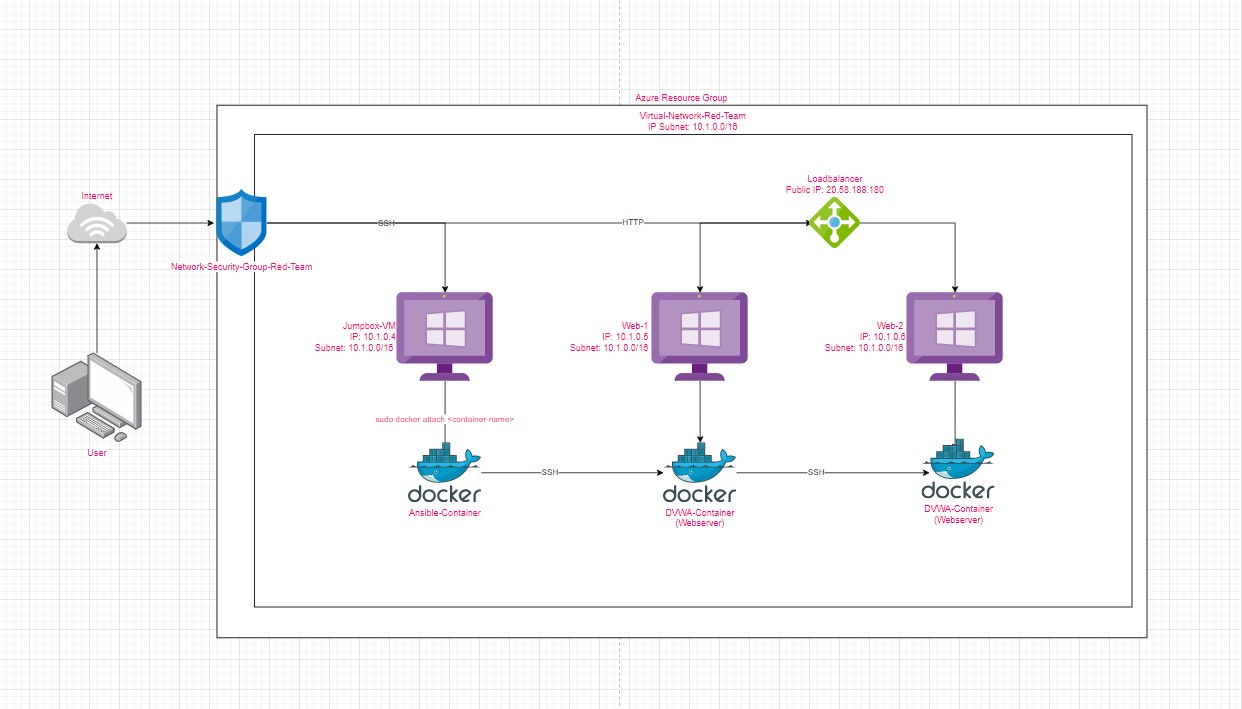 Azure Resource Group
Virtual-Network-Red-Team
IP Subnet: 10.1.0.0/16
Loadbalancer
Public IP: 20.58.188.180
Internet
SSH
HTTP
Network-Security-Group-Red-Team
Jumpbox-VM
IP: 10.1.0.4
Subnet: 10.1.0.0/16
Web-1
IP: 10.1.0.5
Subnet: 10.1.0.0/16
Web-2
IP: 10.1.0.6
Subnet: 10.1.0.0/16
User
sudo docker attach <container-name>
SSH
SSH
docker
Ansible-Container
docker
DVWA-Container
(Webserver)
docker
DVWA-Container
(Webserver)